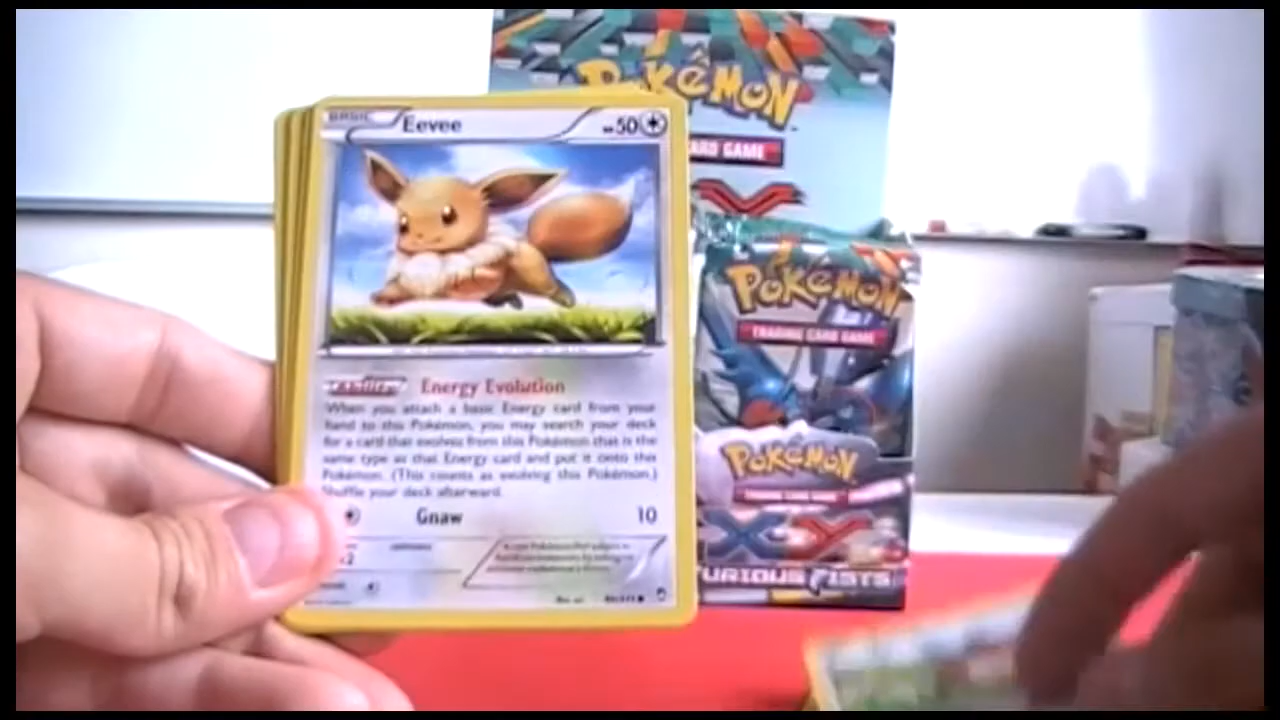 BASIC
Eevee
50
Ability
Energy Evolution
When you attach a basic Energy card from your
hand to this Pokémon, you may search your deck
for a card that evolves from this Pokémon that is the
same type as that Energy card and put it onto this
Pokémon. (This counts as evolving this Pokémon.)
Shuffle your deck afterward.
Gnaw 10
POKÉMON
ARD GAME
XY
POKÉMON
TRADING CARD GAME
POKÉMON
TRADING CARD GAME
XY
FURIOUS FISTS